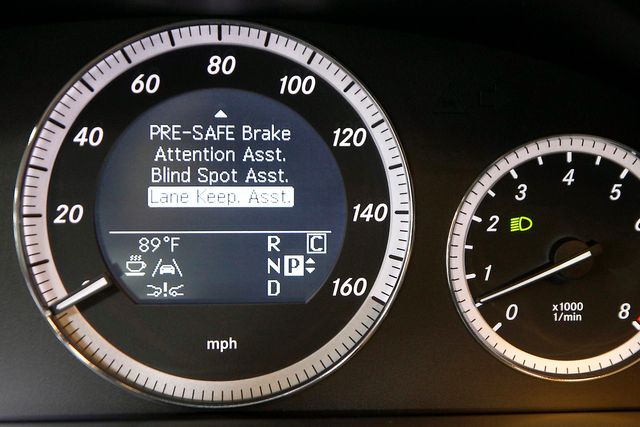 80
60
100
40
120
20
140
160
PRE-SAFE Brake
Attention Asst.
Blind Spot Asst.
Lane Keep. Asst.
89°F
R C
N P
D
mph
4
3
5
2
1
0
8
x1000
1/min